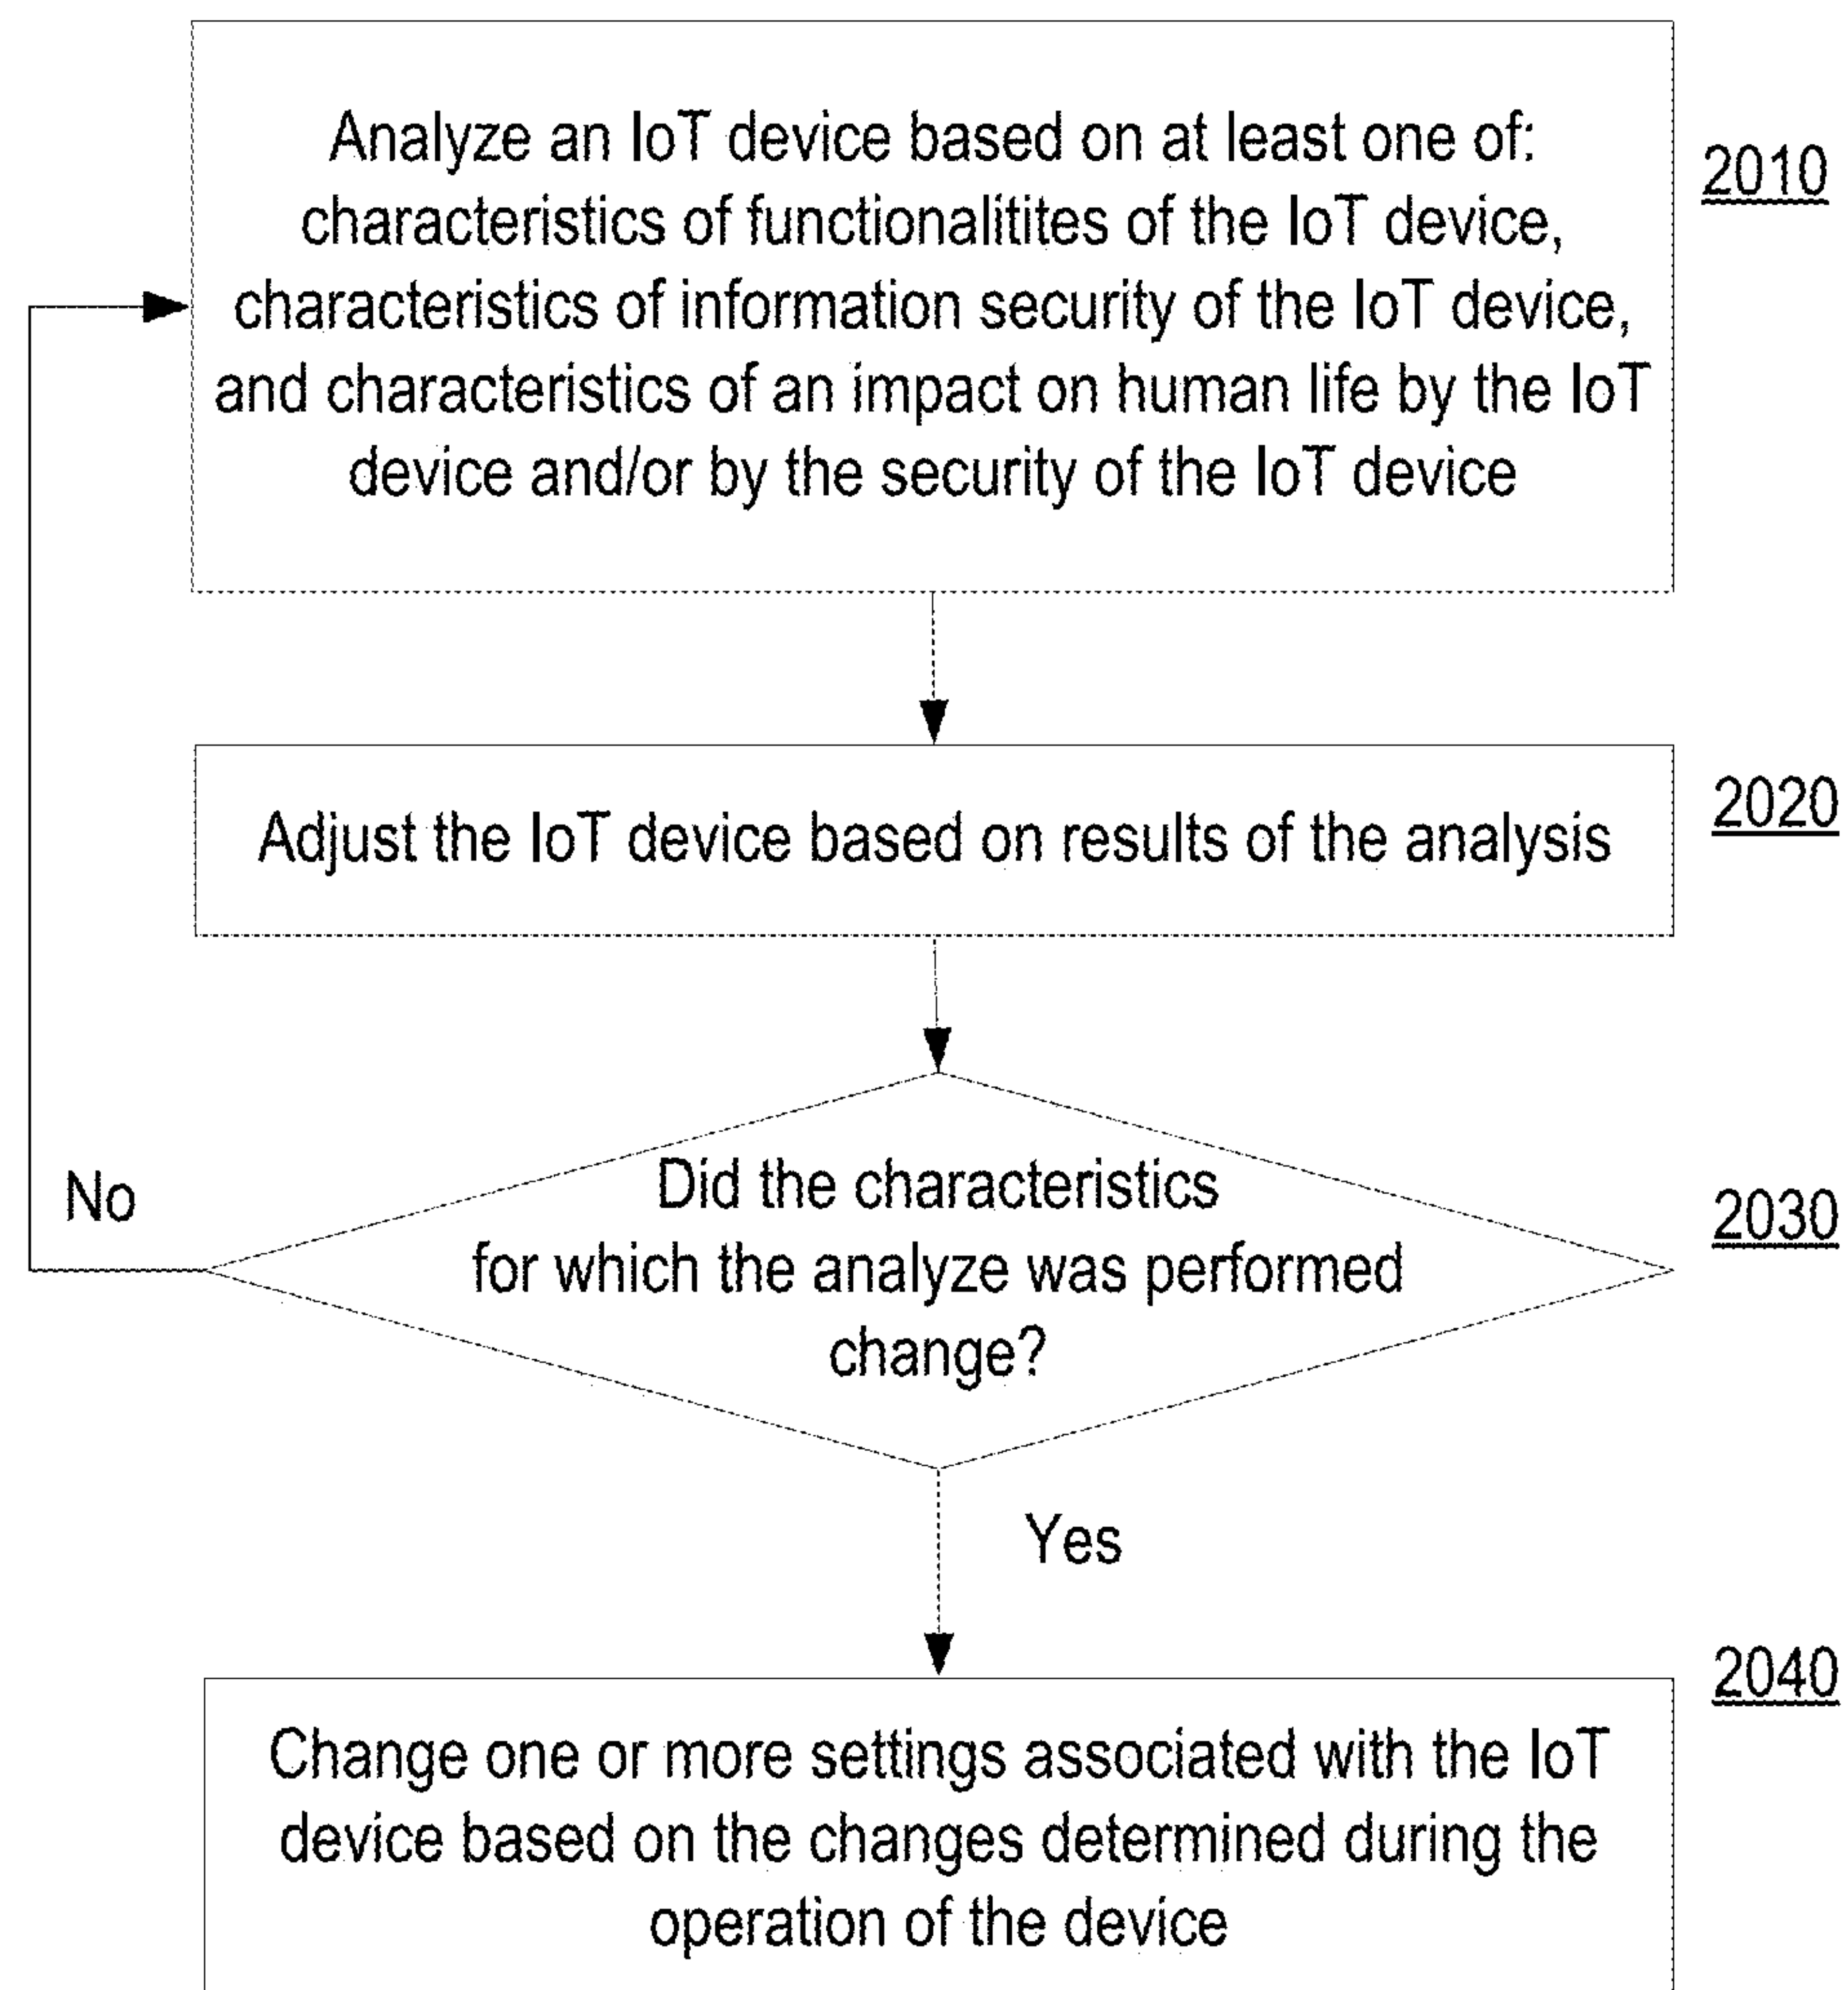 Analyze an IoT device based on at least one of:
characteristics of functionalitites of the IoT device,
characteristics of information security of the IoT device,
and characteristics of an impact on human life by the IoT
device and/or by the security of the IoT device
2010
Adjust the IoT device based on results of the analysis
2020
Did the characteristics
for which the analyze was performed
change?
2030
No
Yes
Change one or more settings associated with the IoT
device based on the changes determined during the
operation of the device
2040